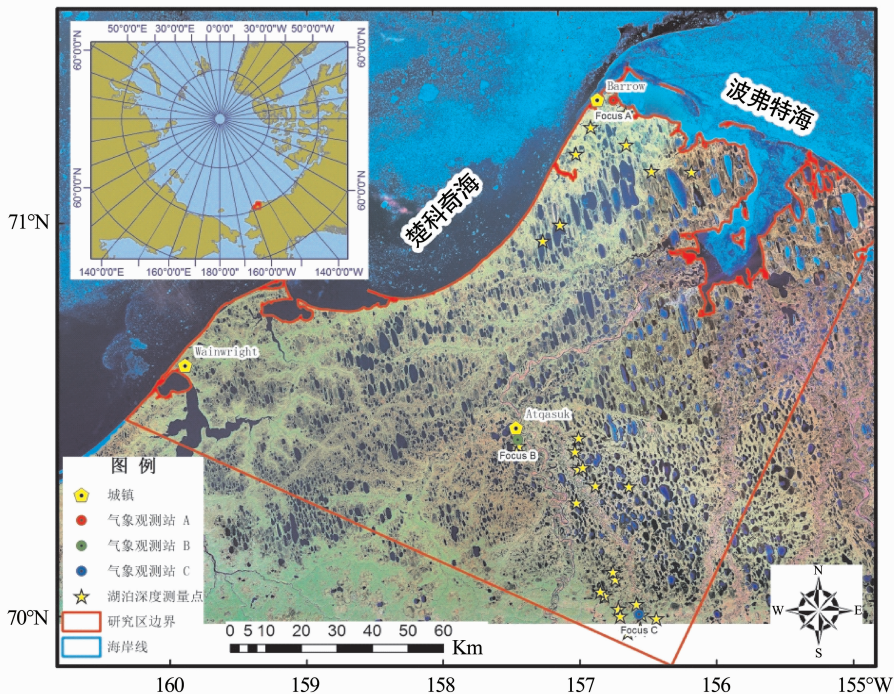 50°0'0"E 30°0'0"E 0°0'0" 30°0'0"W 50°0'0"W
60°0'0"N
60°0'0"N
60°0'0"N
60°0'0"N
140°0'0"E 160°0'0"E 180°0'0" 160°0'0"W 140°0'0"W
波弗特海
Barrow
Focus A
楚科奇海
71°N
Wainwright
Atqasuk
Focus B
图 例
城镇
气象观测站 A
气象观测站 B
气象观测站 C
湖泊深度测量点
研究区边界
海岸线
70°N
0 5 10 20 30 40 50 60 Km
Focus C
N
W E
S
160 159 158 157 156 155°W